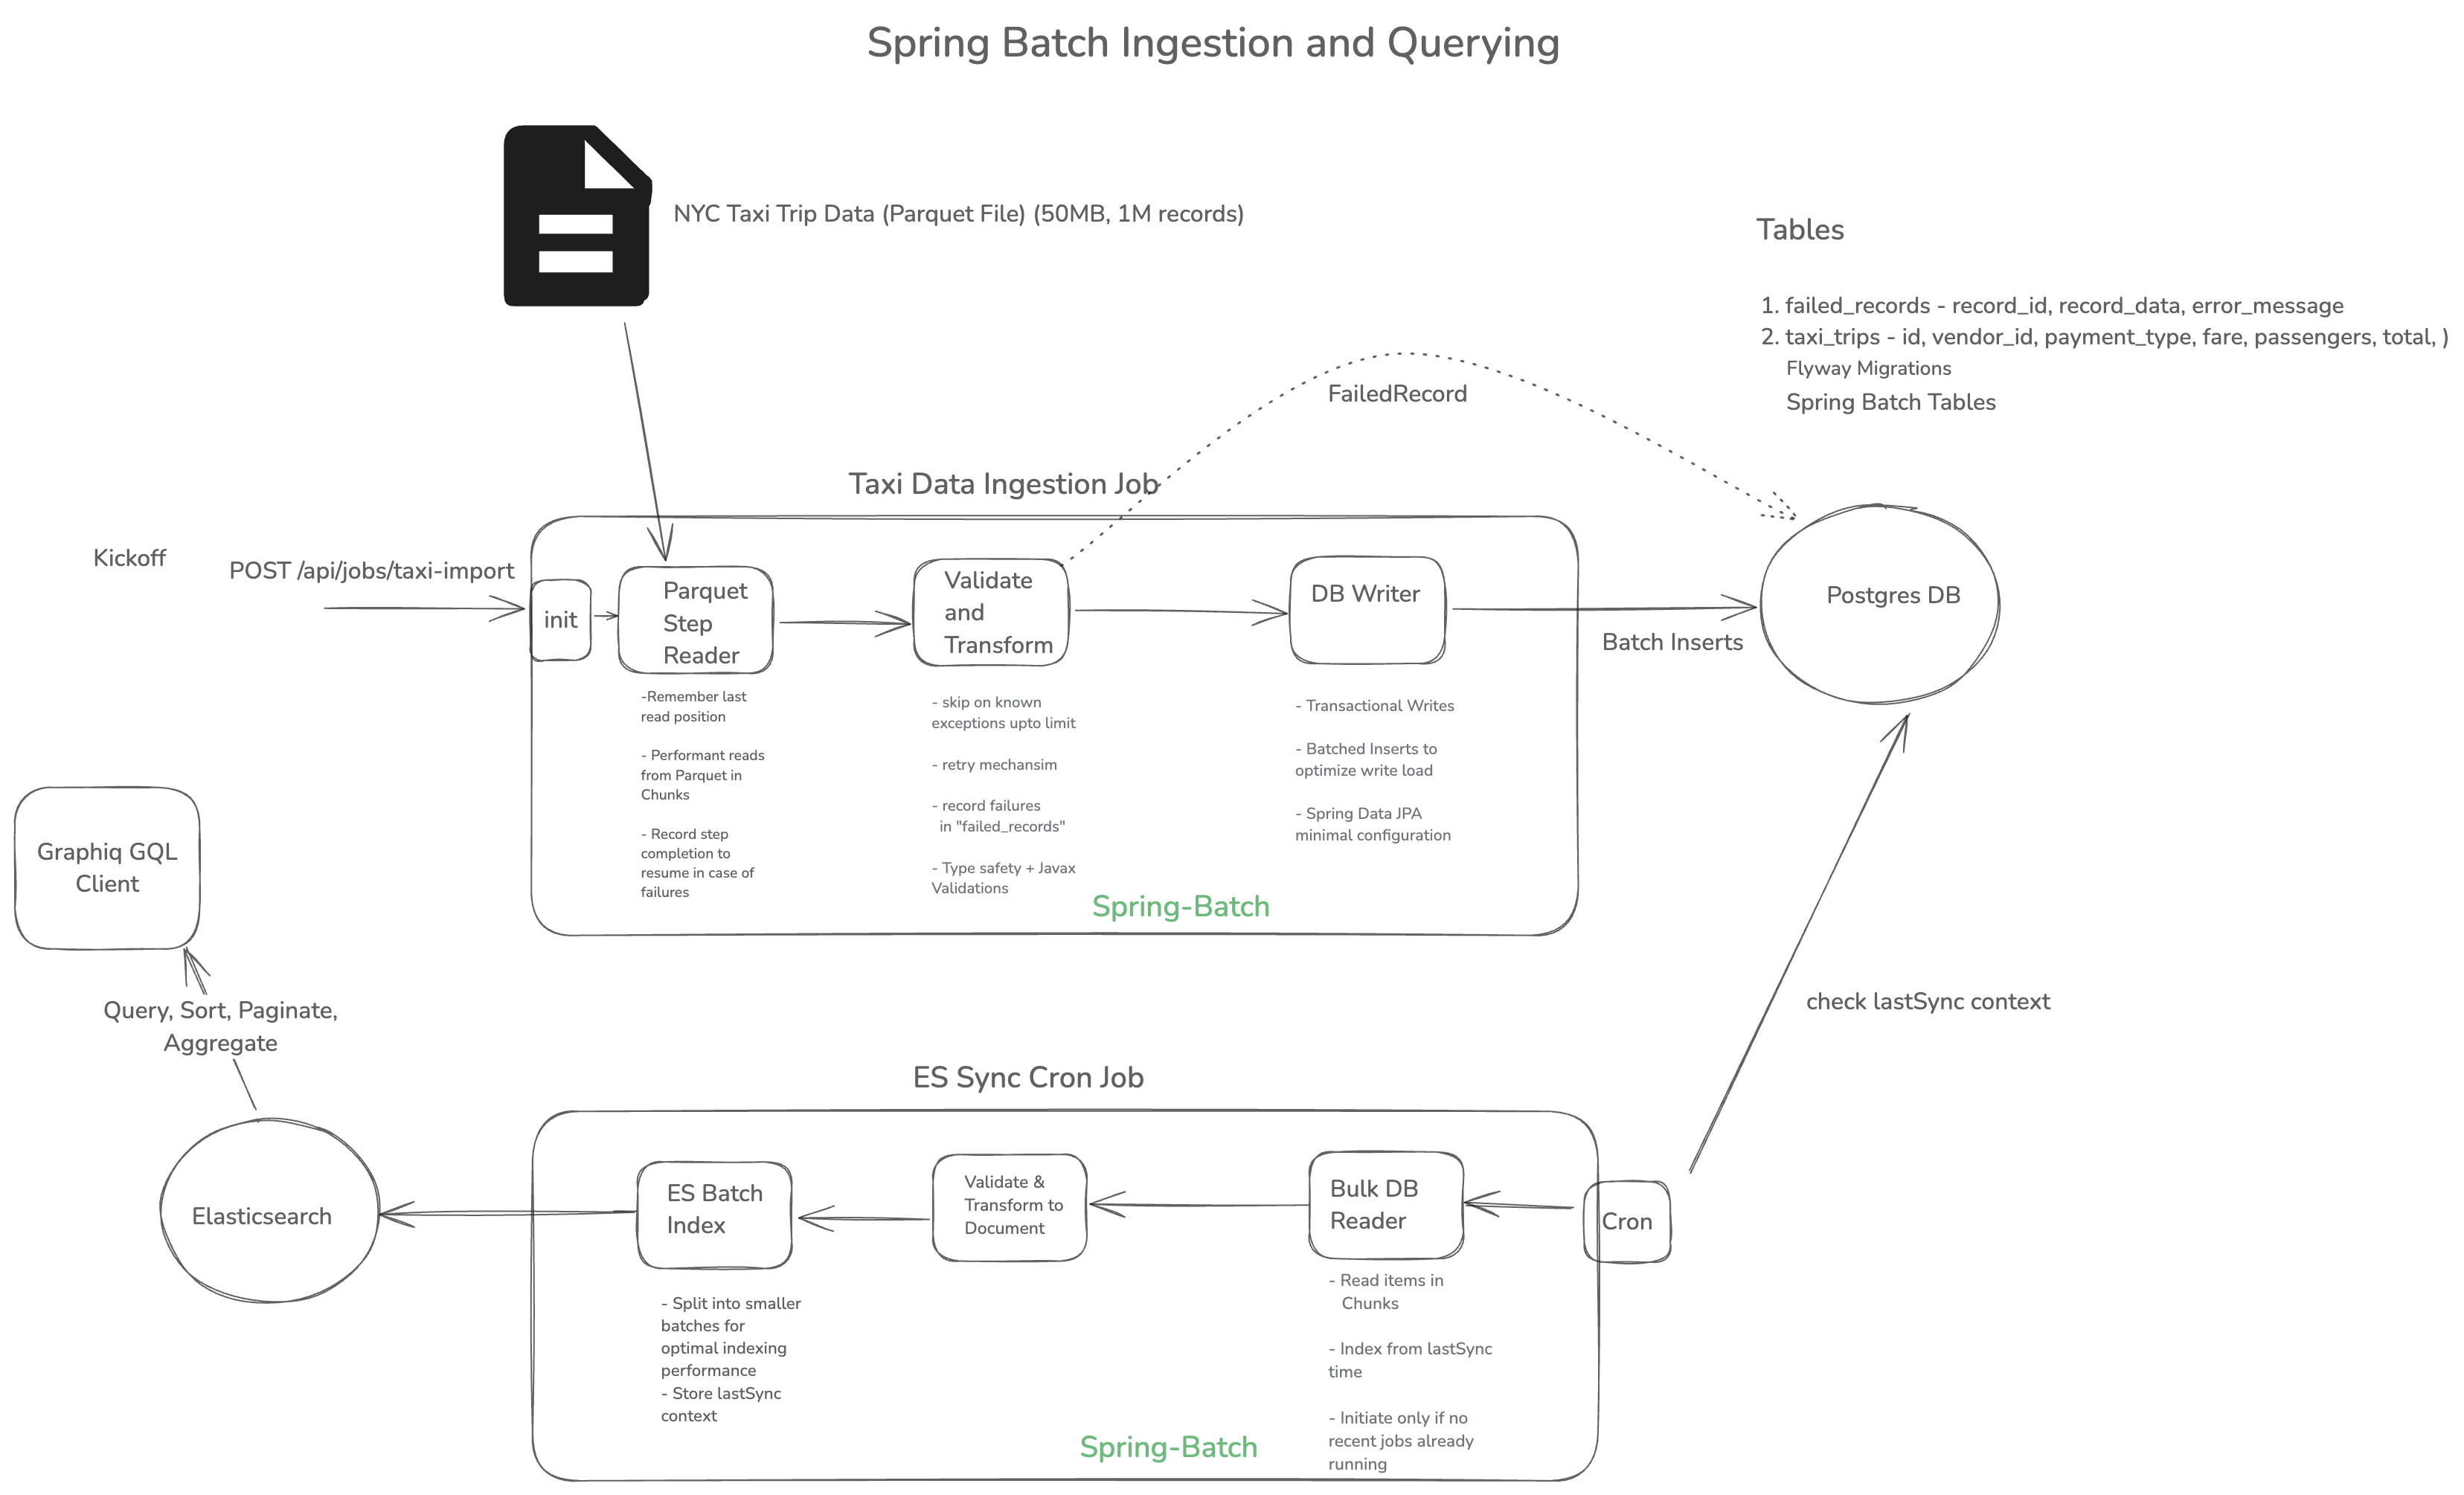 Spring Batch Ingestion and Querying
NYC Taxi Trip Data (Parquet File) (50MB, 1M records)
Tables
1. failed_records - record_id, record_data, error_message
2. taxi_trips - id, vendor_id, payment_type, fare, passengers, total, )
Flyway Migrations
Spring Batch Tables
FailedRecord
Taxi Data Ingestion Job
Kickoff
POST /api/jobs/taxi-import
init
Parquet
Step
Reader
Validate
and
Transform
DB Writer
Batch Inserts
Postgres DB
-Remember last
read position
- Performant reads
from Parquet in
Chunks
- Record step
completion to
resume in case of
failures
- skip on known
exceptions upto limit
- retry mechansim
- record failures
in "failed_records"
- Type safety + Javax
Validations
- Transactional Writes
- Batched Inserts to
optimize write load
- Spring Data JPA
minimal configuration
Spring-Batch
Graphiq GQL
Client
Query, Sort, Paginate,
Aggregate
check lastSync context
ES Sync Cron Job
Elasticsearch
ES Batch
Index
Validate &
Transform to
Document
Bulk DB
Reader
Cron
- Split into smaller
batches for
optimal indexing
performance
- Store lastSync
context
- Read items in
Chunks
- Index from lastSync
time
- Initiate only if no
recent jobs already
running
Spring-Batch